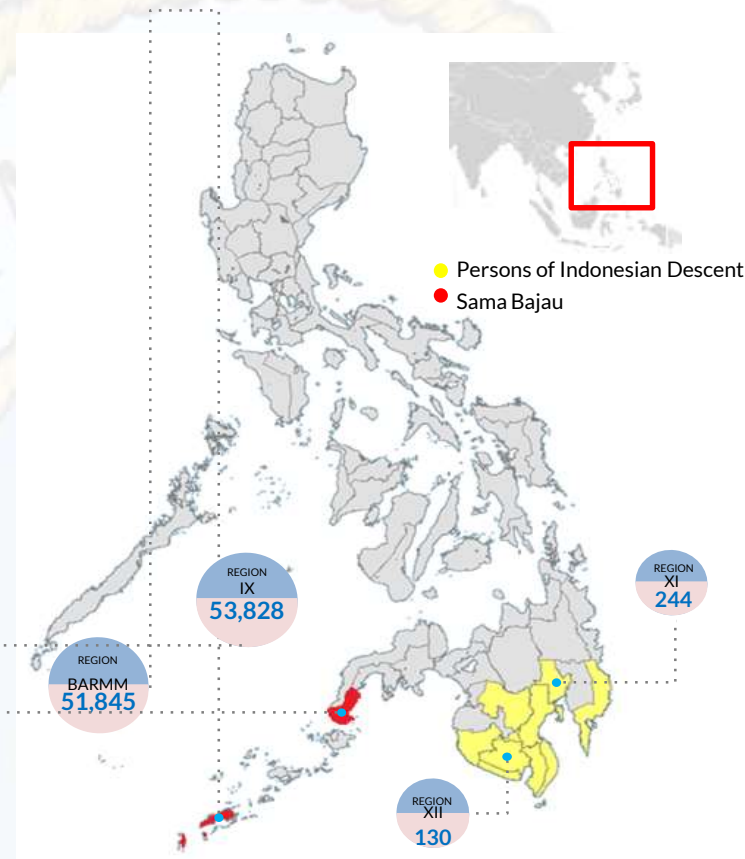 Persons of Indonesian Descent
Sama Bajau
REGION
IX
53,828
REGION
XI
244
REGION
BARMM
51,845
REGION
XII
130